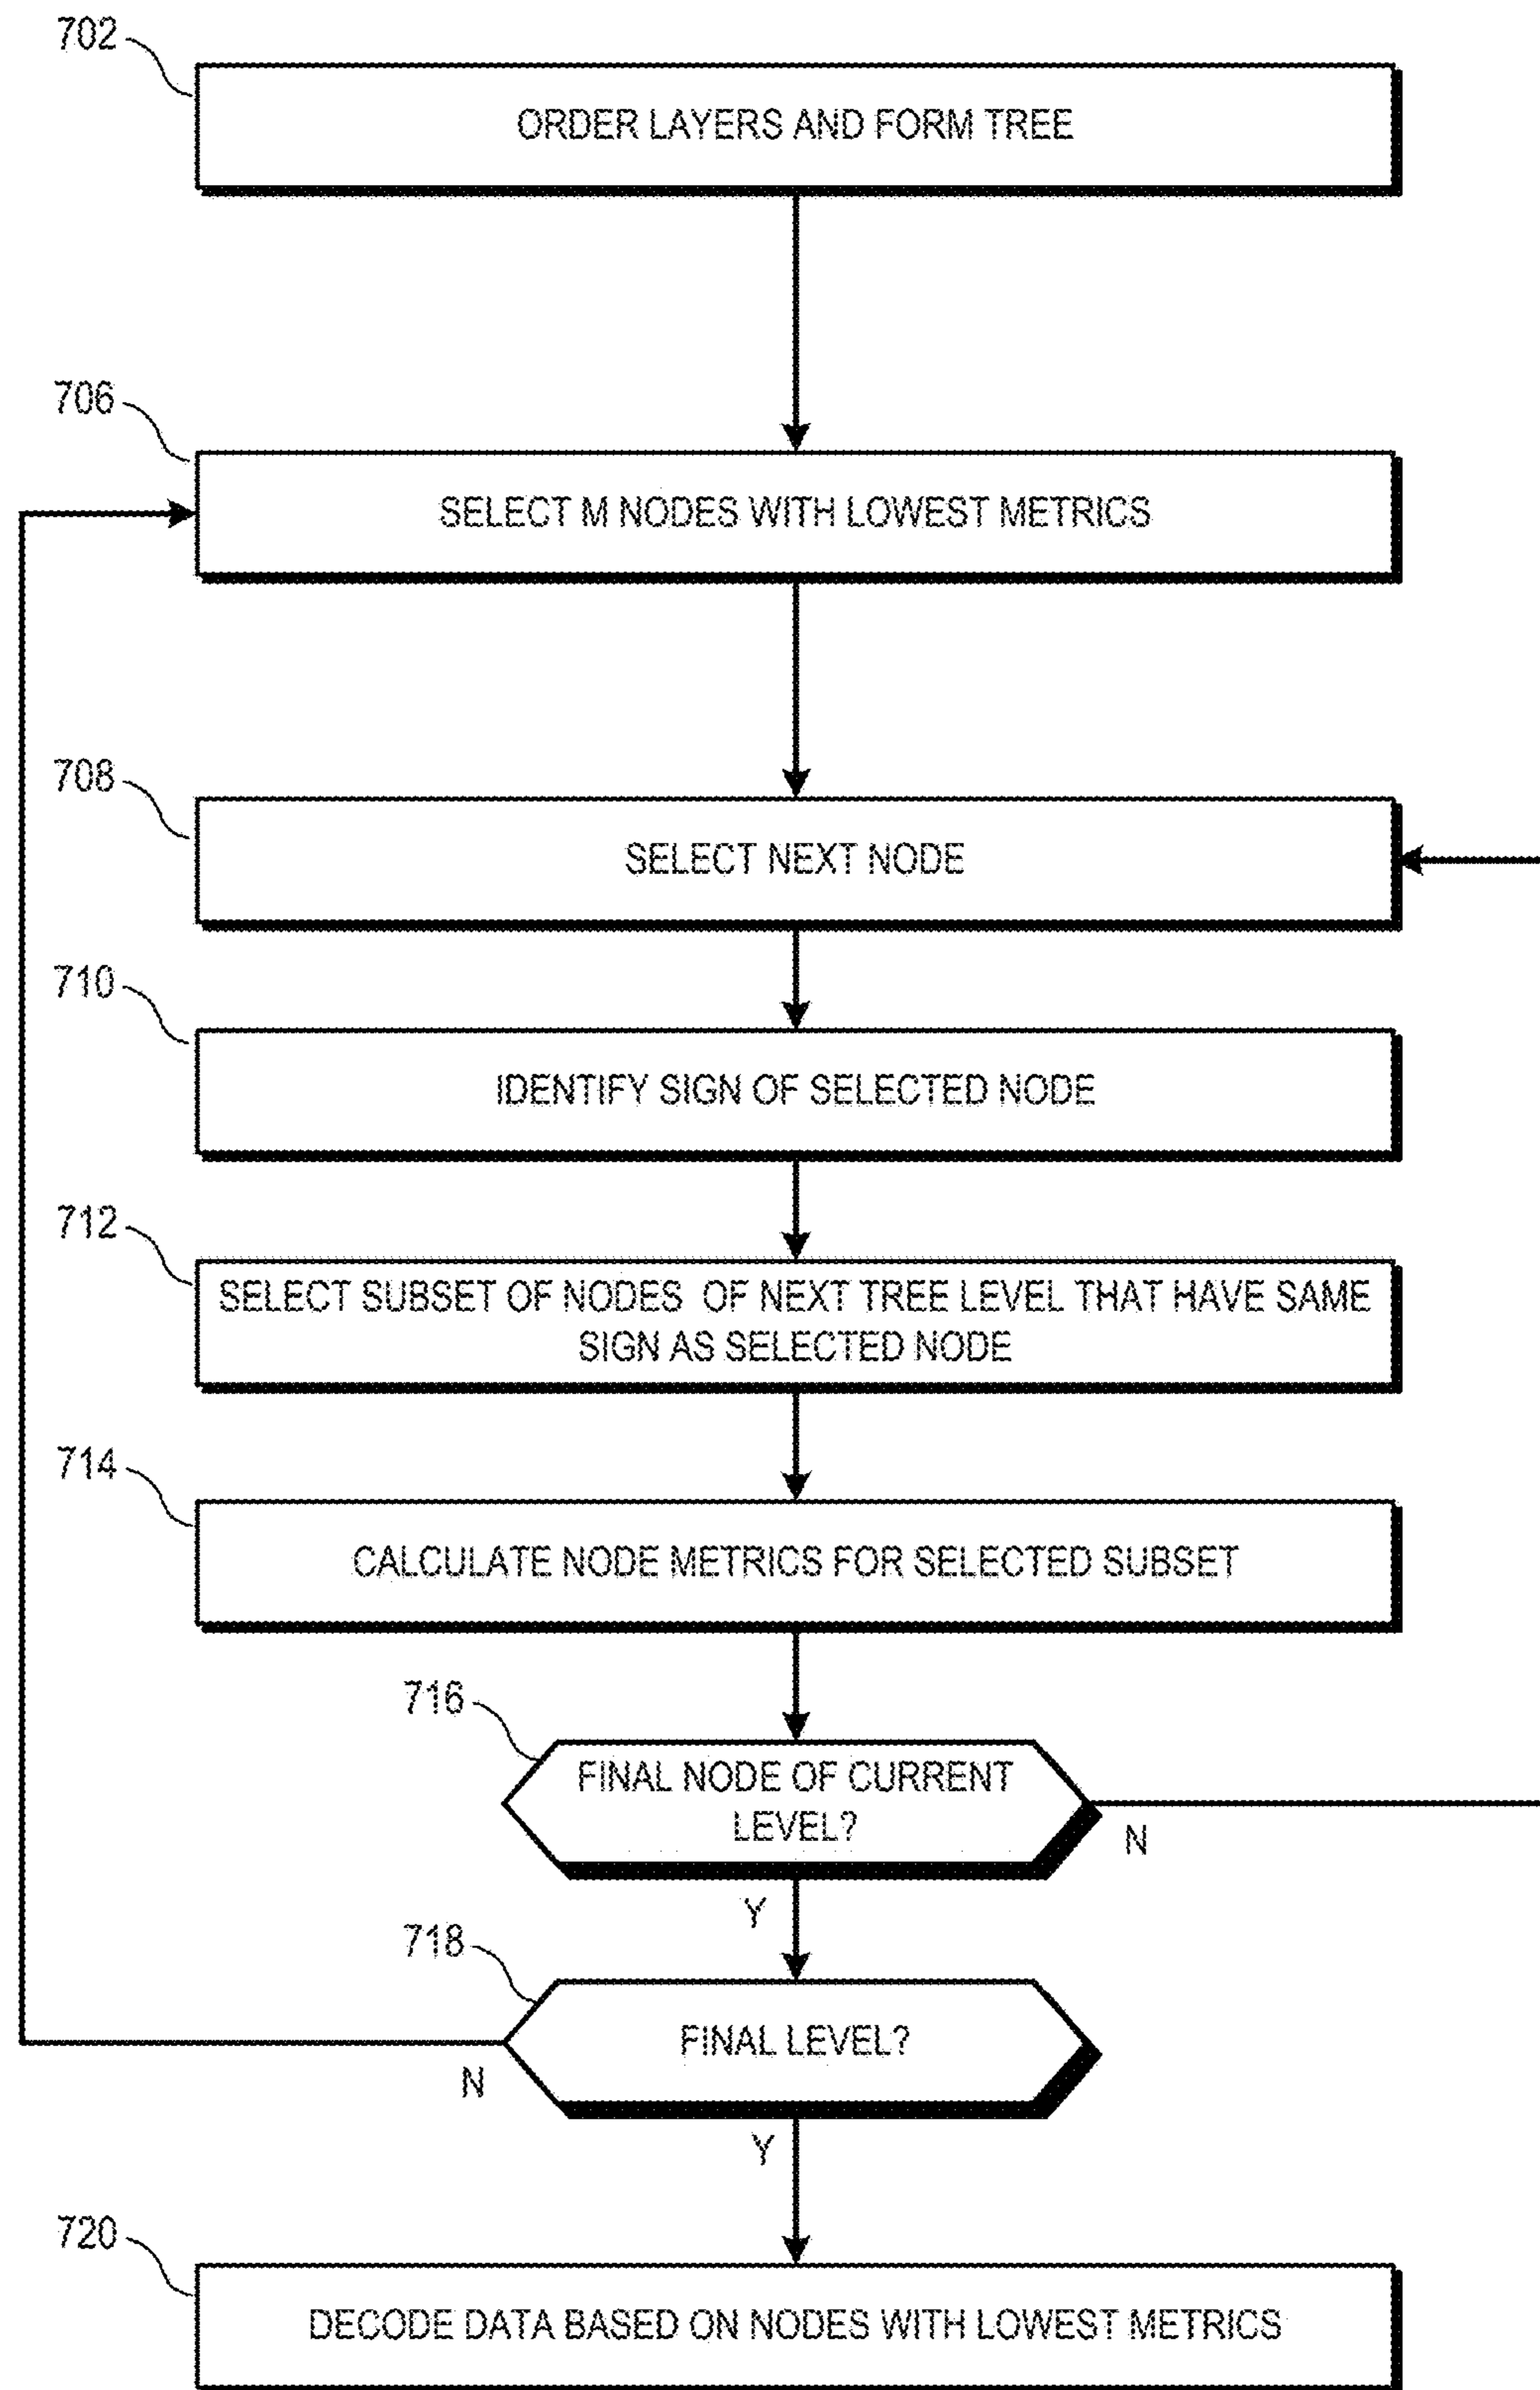 702
ORDER LAYERS AND FORM TREE
706
SELECT M NODES WITH LOWEST METRICS
708
SELECT NEXT NODE
710
IDENTIFY SIGN OF SELECTED NODE
712
SELECT SUBSET OF NODES OF NEXT TREE LEVEL THAT HAVE SAME
SIGN AS SELECTED NODE
714
CALCULATE NODE METRICS FOR SELECTED SUBSET
716
FINAL NODE OF CURRENT
LEVEL?
N
Y
718
FINAL LEVEL?
N
Y
720
DECODE DATA BASED ON NODES WITH LOWEST METRICS